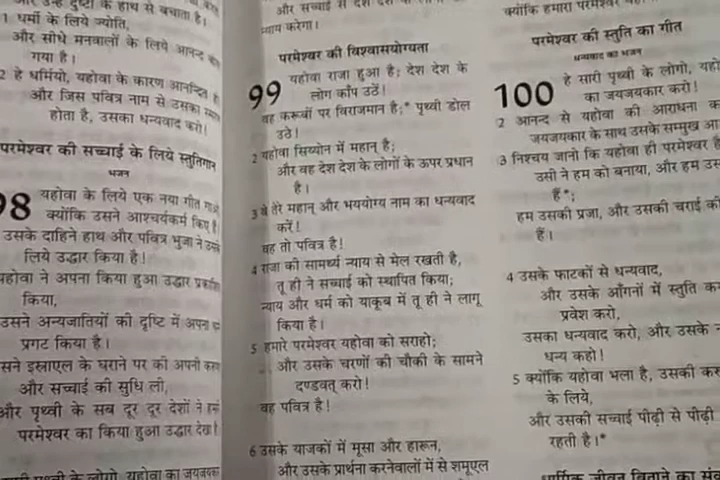 और उन्हें दुष्टों के हाथ से बचाता है।
1 धर्मी के लिये ज्योति,
और सीधे मनवालों के लिये आनन्द
गया है।
2 हे धर्मियो, यहोवा के कारण आनन्दित
और जिस पवित्र नाम से उसका स्मरण
होता है, उसका धन्यवाद करो!
परमेश्वर की सच्चाई के लिये स्तुतिगान
भजन
98 यहोवा के लिये एक नया गीत गाओ
क्योंकि उसने आश्चर्यकर्म किए है!
उसके दाहिने हाथ और पवित्र भुजा ने उसके
लिये उद्धार किया है!
यहोवा ने अपना किया हुआ उद्धार प्रकाशित
किया,
उसने अन्यजातियों की दृष्टि में अपना
प्रगट किया है।
सने इस्राएल के घराने पर की अपनी करुणा
और सच्चाई की सुधि ली,
और पृथ्वी के सब दूर दूर देशों ने हमारे
परमेश्वर का किया हुआ उद्धार देखा है।
के लोगो, यहोवा का जयजयकार
न्याय करेगा।
परमेश्वर की विश्वासयोग्यता
99 यहोवा राजा हुआ है; देश देश के
लोग काँप उठें!
वह करूबों पर विराजमान है;* पृथ्वी डोल
उठे!
2 यहोवा सिय्योन में महान् है;
और वह देश देश के लोगों के ऊपर प्रधान
है।
3 वे तेरे महान् और भययोग्य नाम का धन्यवाद
करें!
वह तो पवित्र है!
4 राजा की सामर्थ्य न्याय से मेल रखती है,
तू ही ने सच्चाई को स्थापित किया;
न्याय और धर्म को याकूब में तू ही ने लागू
किया है।
5 हमारे परमेश्वर यहोवा को सराहो;
और उसके चरणों की चौकी के सामने
दण्डवत् करो!
वह पवित्र है!
6 उसके याजकों में मूसा और हारून,
और उसके प्रार्थना करनेवालों में से शमूएल
क्योंकि हमारा परमेश्वर
परमेश्वर की स्तुति का गीत
धन्यवाद का भजन
100 हे सारी पृथ्वी के लोगो, यहो
का जयजयकार करो!
2 आनन्द से यहोवा की आराधना क
जयजयकार के साथ उसके सम्मुख आ
3 निश्चय जानो कि यहोवा ही परमेश्वर है
उसी ने हम को बनाया, और हम उस
हैं*;
हम उसकी प्रजा, और उसकी चराई की
हैं।
4 उसके फाटकों से धन्यवाद,
और उसके आँगनों में स्तुति क
प्रवेश करो,
उसका धन्यवाद करो, और उसके न
धन्य कहो!
5 क्योंकि यहोवा भला है, उसकी करु
के लिये,
और उसकी सच्चाई पीढ़ी से पीढ़ी
रहती है।*
धार्मिक जीवन बिताने का संक